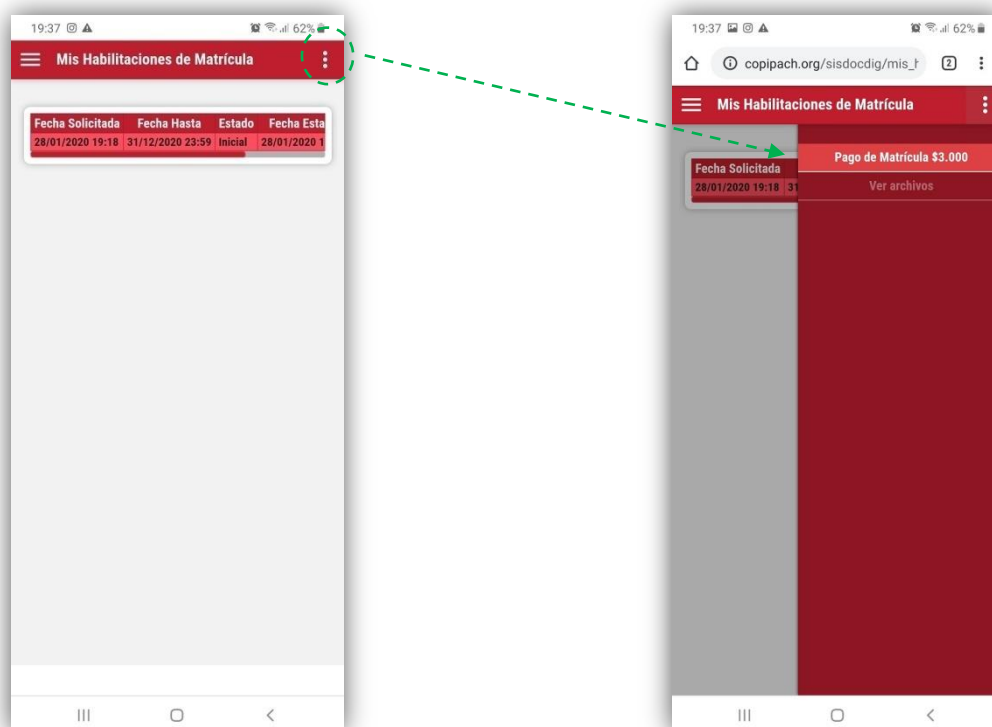 19:37 62%
Mis Habilitaciones de Matrícula
Fecha Solicitada Fecha Hasta Estado Fecha Esta
28/01/2020 19:18 31/12/2020 23:59 Inicial 28/01/2020 1
19:37 62%
copipach.org/sisdocdig/mis_h 2
Mis Habilitaciones de Matrícula
Pago de Matrícula $3.000
Fecha Solicitada
28/01/2020 19:18 31
Ver archivos